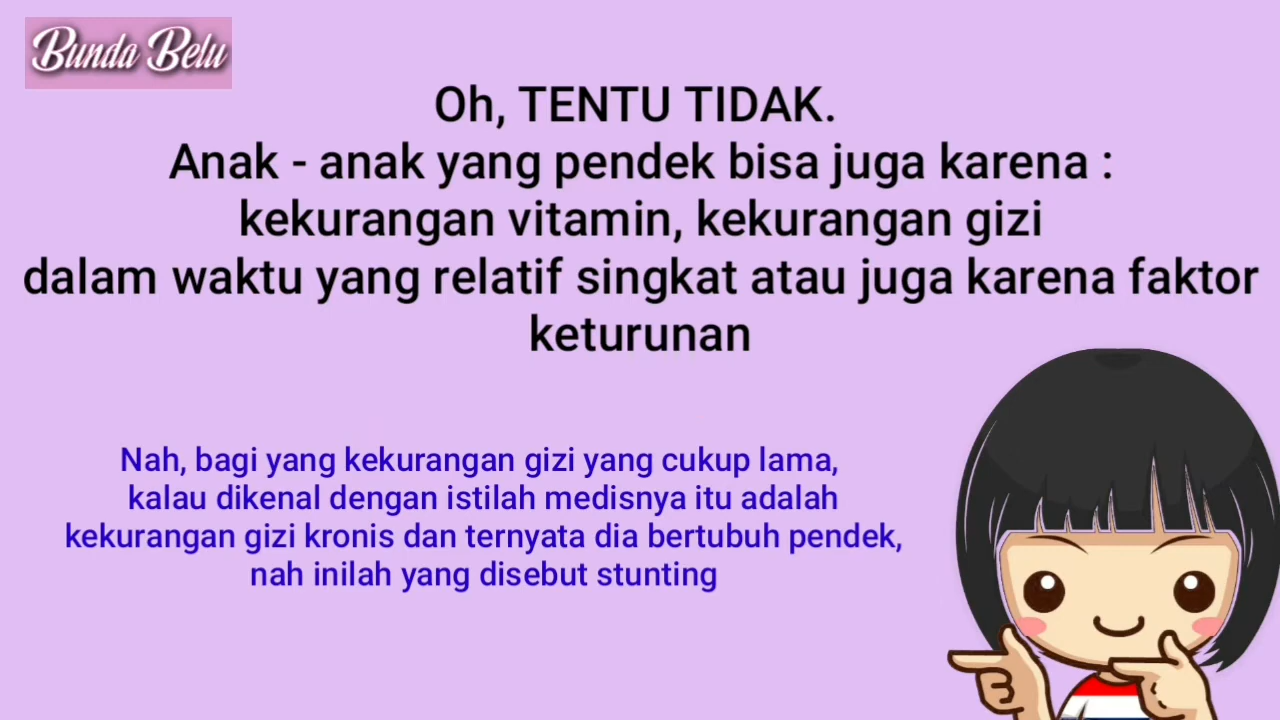 Bunda Belu
Oh, TENTU TIDAK.
Anak - anak yang pendek bisa juga karena :
kekurangan vitamin, kekurangan gizi
dalam waktu yang relatif singkat atau juga karena faktor
keturunan
Nah, bagi yang kekurangan gizi yang cukup lama,
kalau dikenal dengan istilah medisnya itu adalah
kekurangan gizi kronis dan ternyata dia bertubuh pendek,
nah inilah yang disebut stunting